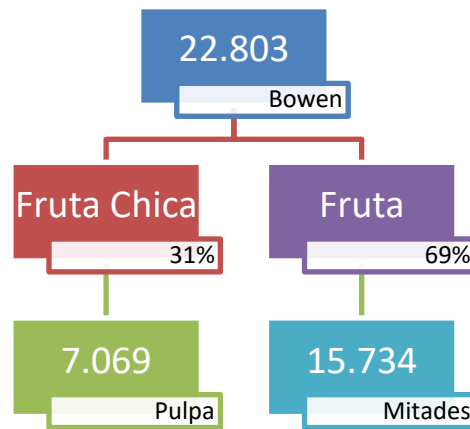 22.803
Bowen
Fruta Chica
31%
Fruta
69%
7.069
Pulpa
15.734
Mitades